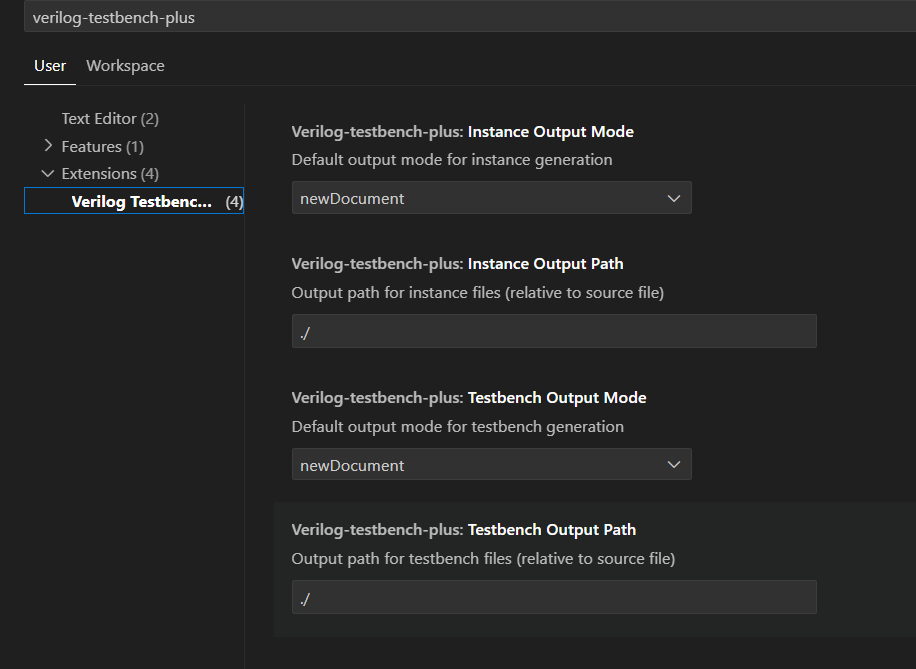 verilog-testbench-plus
User Workspace
Text Editor (2)
Features (1)
Extensions (4)
Verilog Testbenc... (4)
Verilog-testbench-plus: Instance Output Mode
Default output mode for instance generation
newDocument
Verilog-testbench-plus: Instance Output Path
Output path for instance files (relative to source file)
./
Verilog-testbench-plus: Testbench Output Mode
Default output mode for testbench generation
newDocument
Verilog-testbench-plus: Testbench Output Path
Output path for testbench files (relative to source file)
./